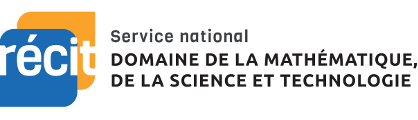 récit
Service national
DOMAINE DE LA MATHÉMATIQUE,
DE LA SCIENCE ET TECHNOLOGIE